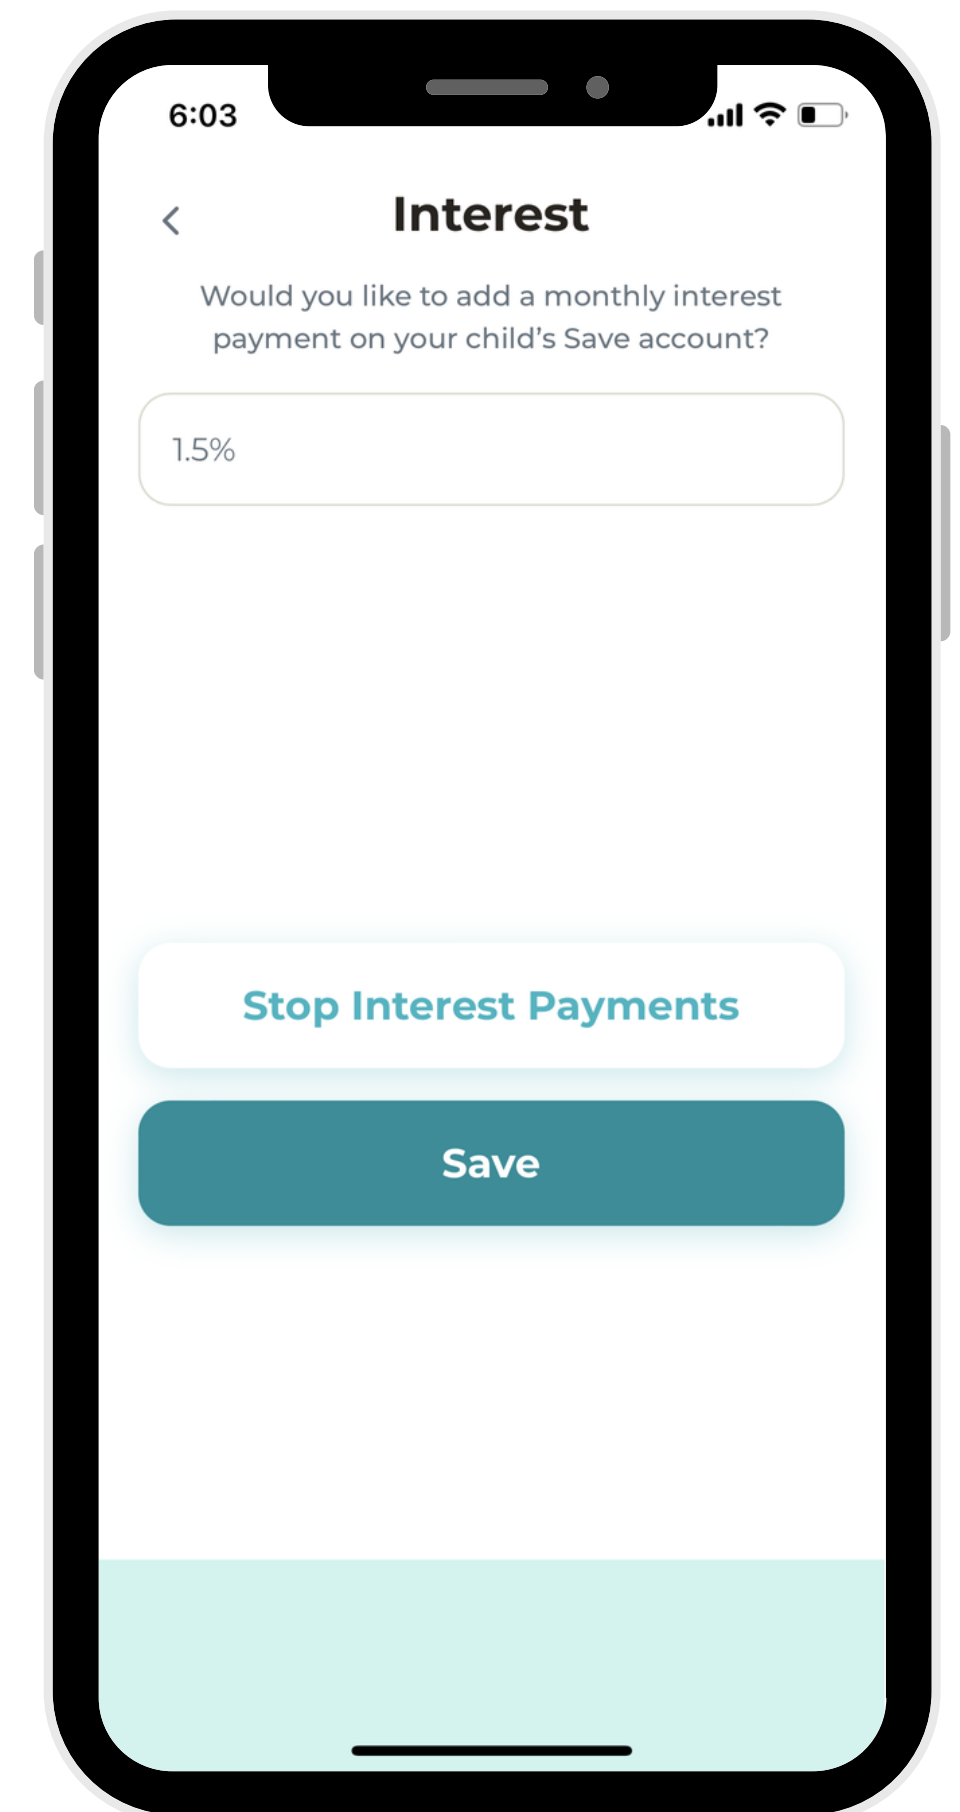 6:03
Interest
Would you like to add a monthly interest
payment on your child’s Save account?
1.5%
Stop Interest Payments
Save